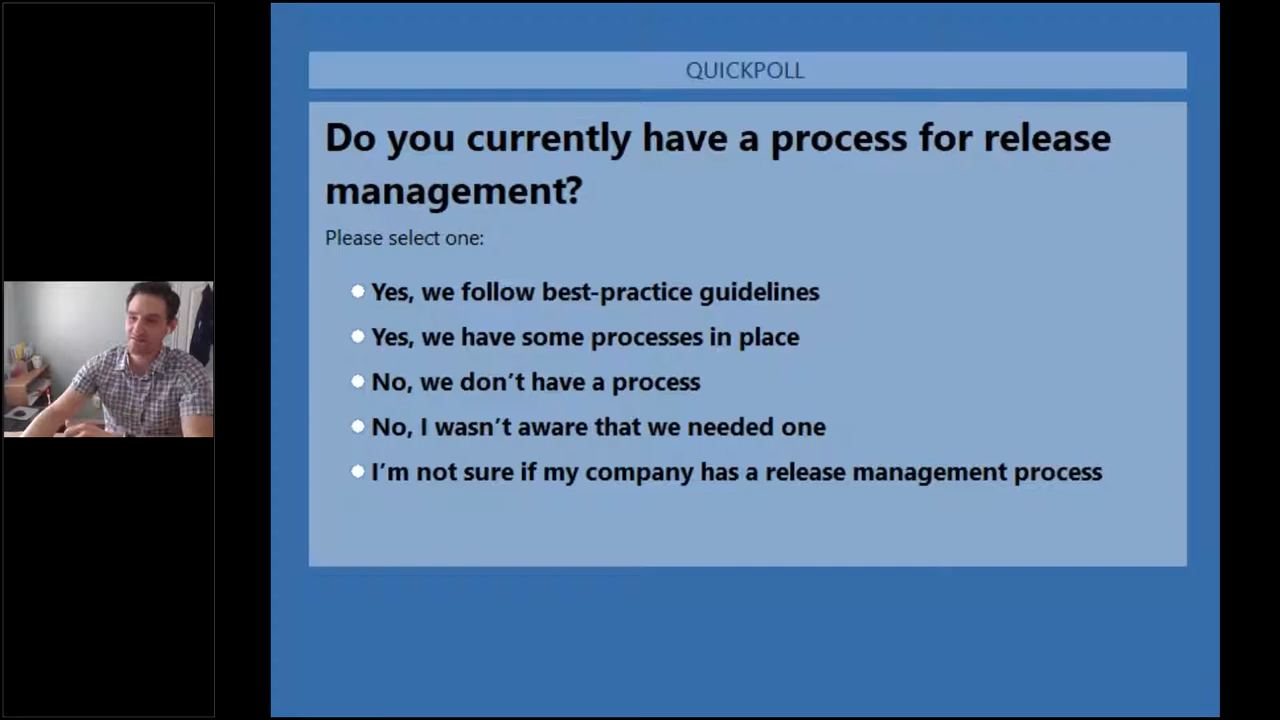 QUICKPOLL
Do you currently have a process for release
management?
Please select one:
Yes, we follow best-practice guidelines
Yes, we have some processes in place
No, we don’t have a process
No, I wasn’t aware that we needed one
I’m not sure if my company has a release management process